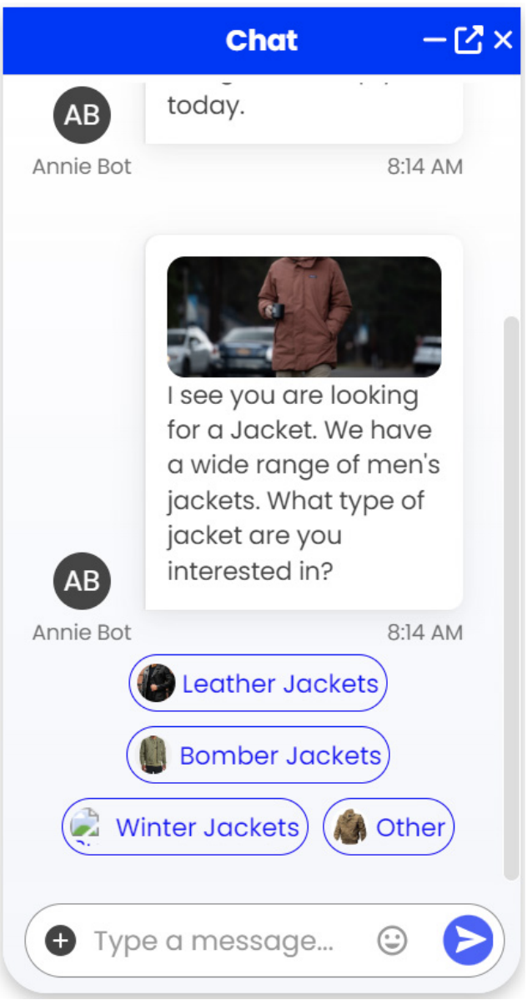 Chat
today.
AB
Annie Bot
8:14 AM
I see you are looking
for a Jacket. We have
a wide range of men's
jackets. What type of
jacket are you
interested in?
AB
Annie Bot
8:14 AM
Leather Jackets
Bomber Jackets
Winter Jackets
Other
Type a message...